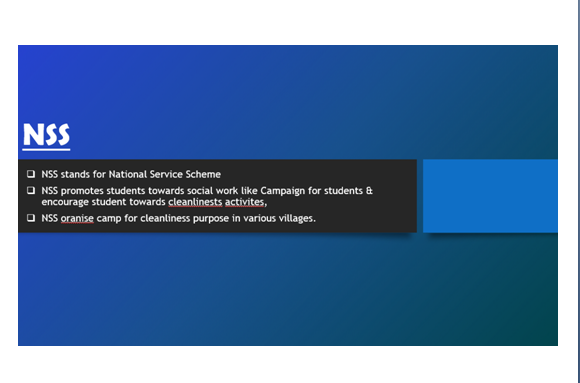 NSS
NSS stands for National Service Scheme
NSS promotes students towards social work like Campaign for students &
encourage student towards cleanlinests activites,
NSS oranise camp for cleanliness purpose in various villages.